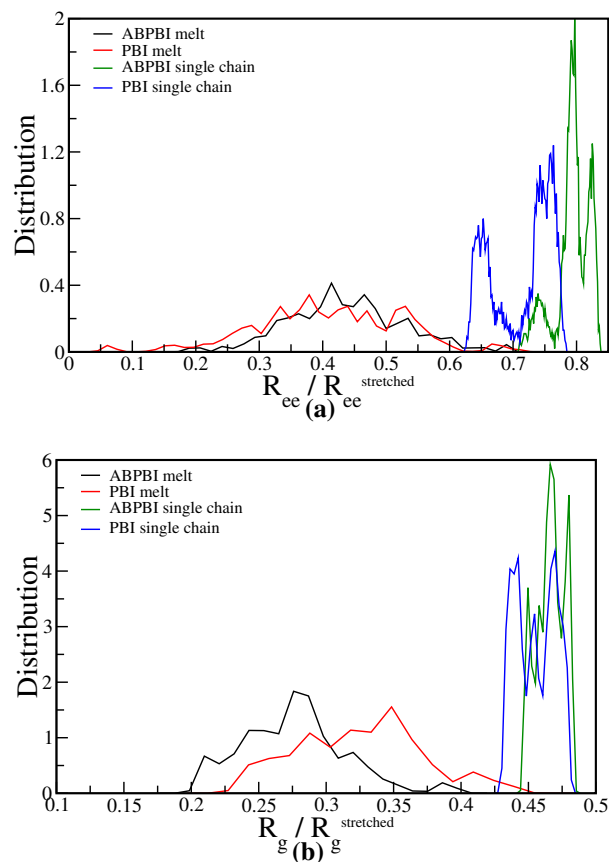 2
ABPBI melt
PBI melt
ABPBI single chain
PBI single chain
1.6
1.2
0.8
0.4
0
Distribution
0 0.1 0.2 0.3 0.4 0.5 0.6 0.7 0.8
R_ee / R_ee^stretched
(a)
6
ABPBI melt
PBI melt
ABPBI single chain
PBI single chain
5
4
3
2
1
0
Distribution
0.1 0.15 0.2 0.25 0.3 0.35 0.4 0.45 0.5
R_g / R_g^stretched
(b)